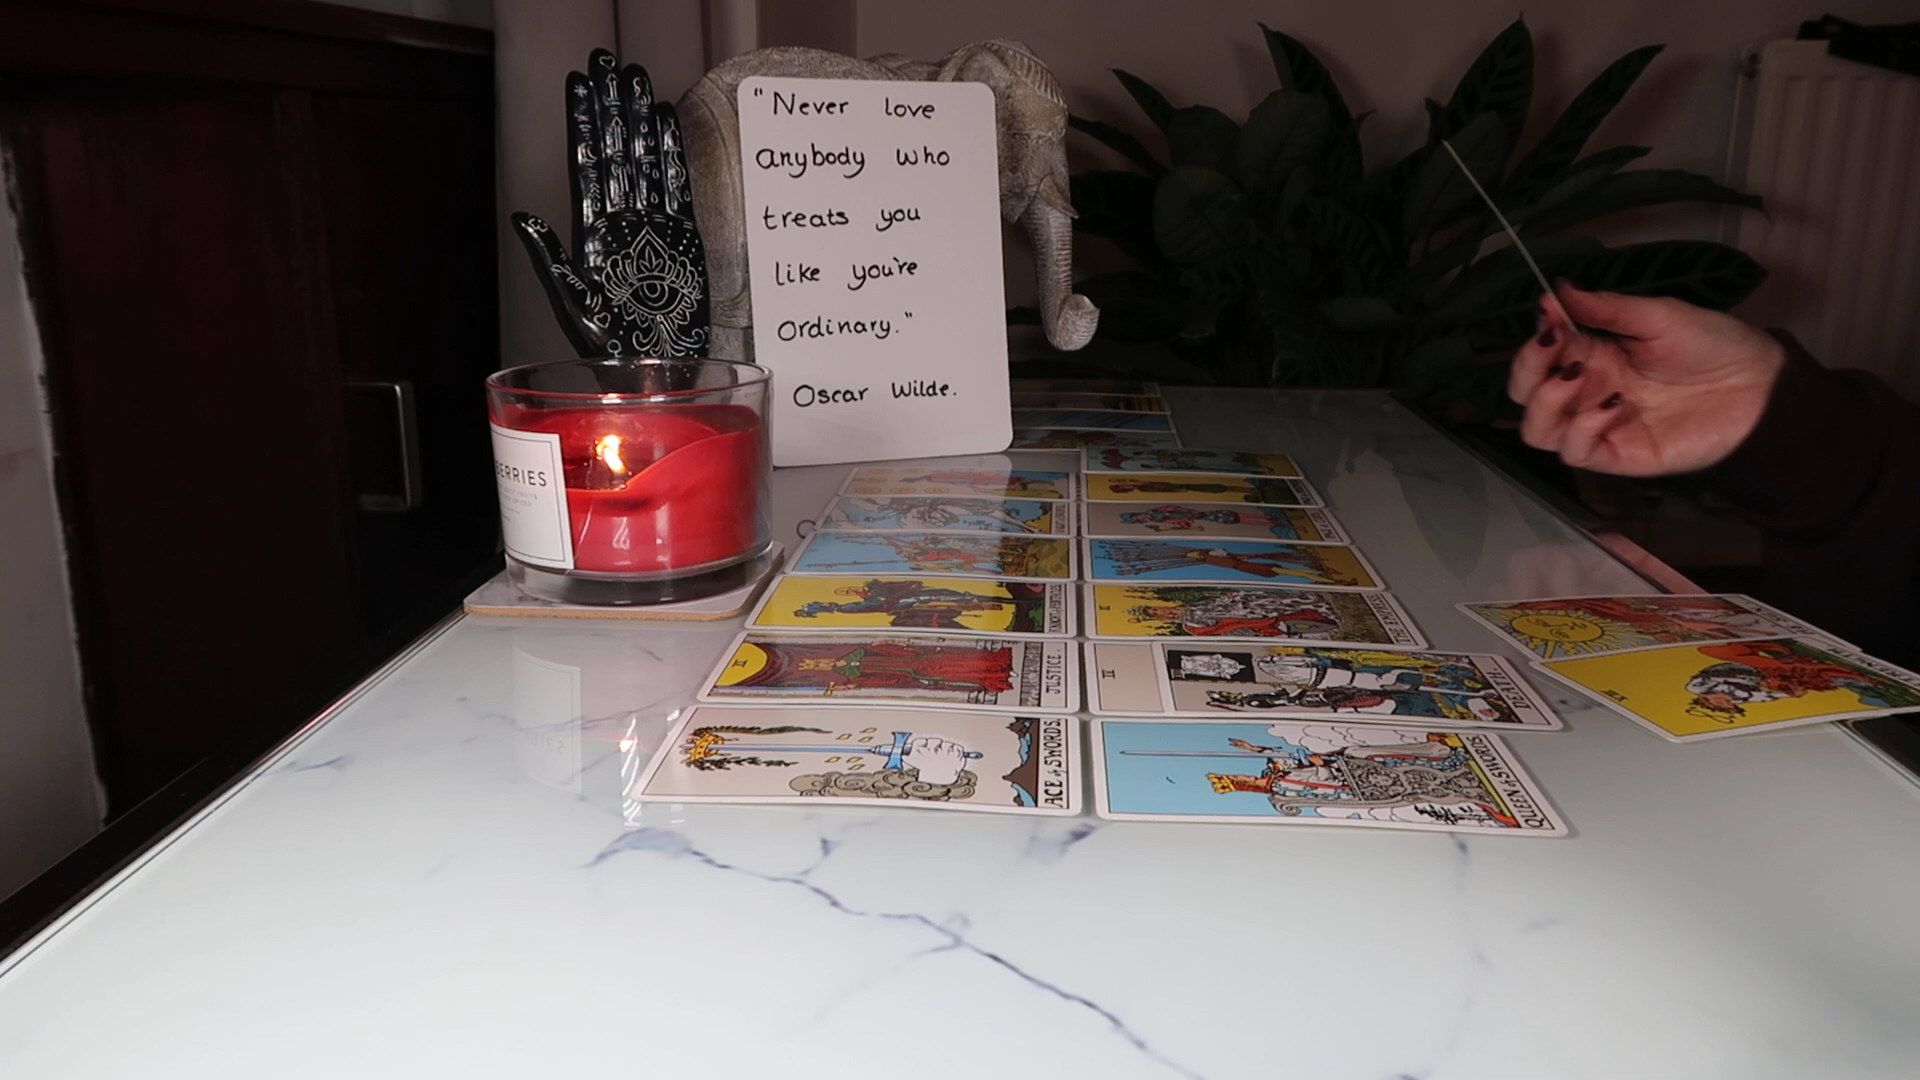 "Never love
anybody who
treats you
like you're
ordinary."
Oscar Wilde.
BERRIES
JUSTICE.
DEATH.
ACE of SWORDS.
QUEEN of SWORDS.